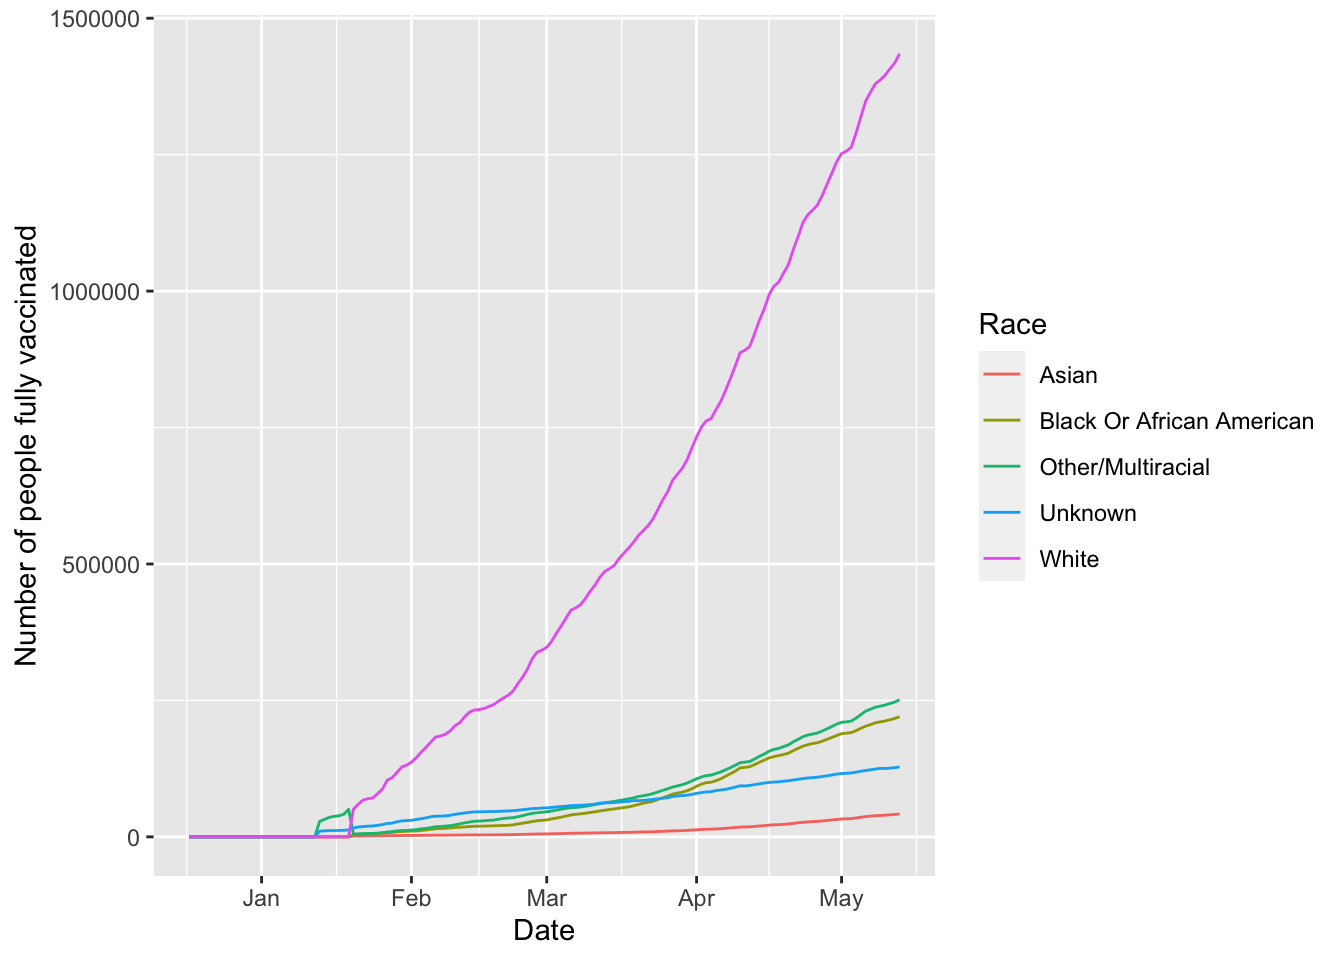 1500000
1000000
500000
0
Number of people fully vaccinated
Jan Feb Mar Apr May
Date
Race
Asian
Black Or African American
Other/Multiracial
Unknown
White